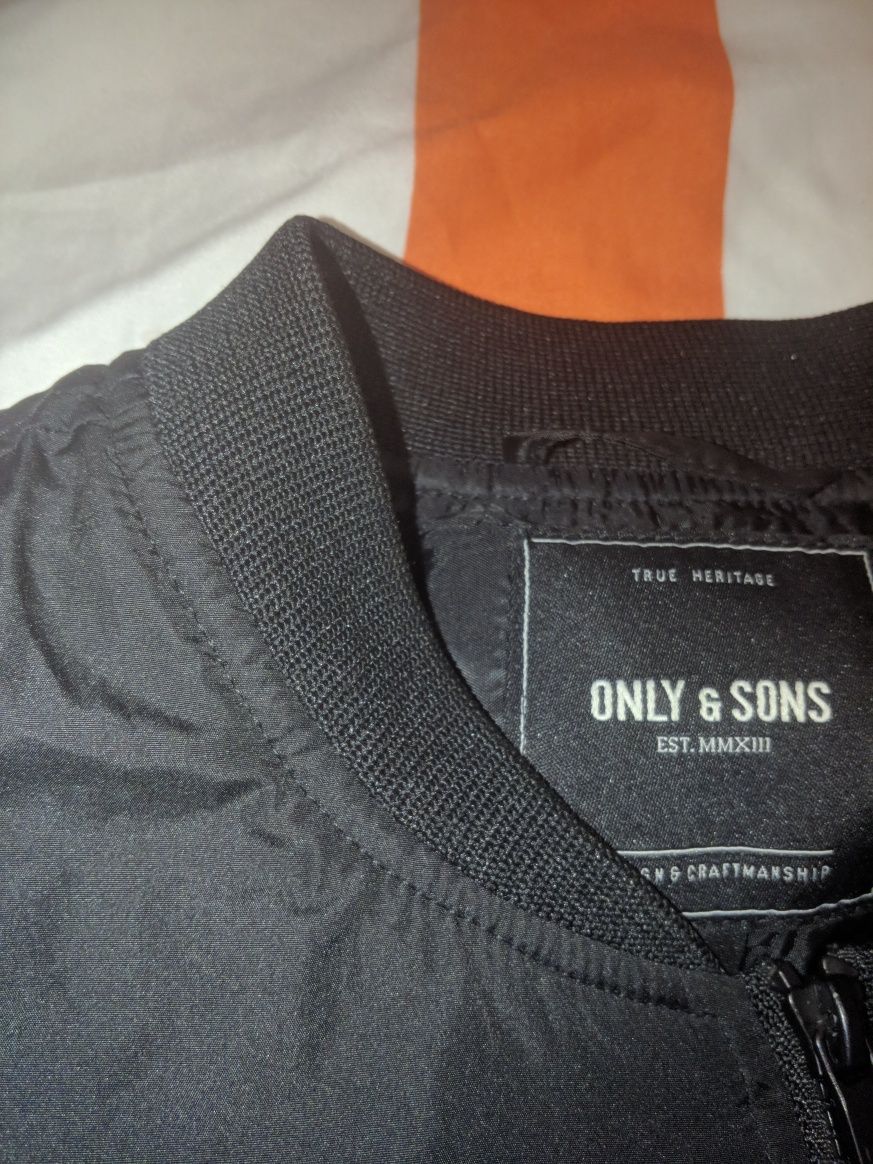 TRUE HERITAGE
ONLY & SONS
EST. MMXIII
& CRAFTMANSHIP